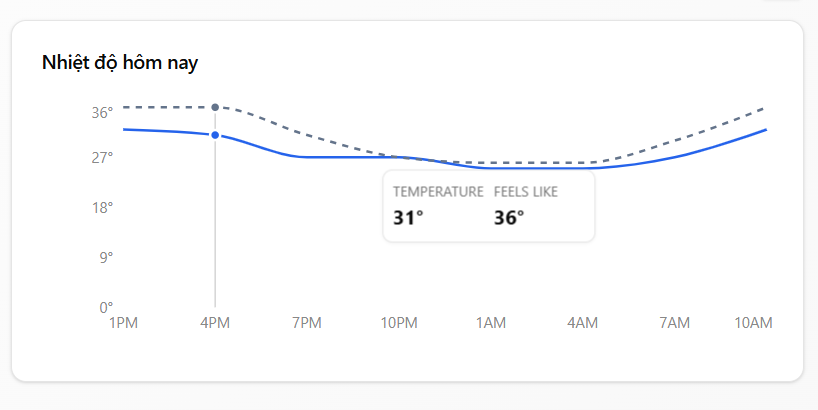 Nhiệt độ hôm nay
36°
27°
18°
9°
0°
TEMPERATURE FEELS LIKE
31° 36°
1PM 4PM 7PM 10PM 1AM 4AM 7AM 10AM